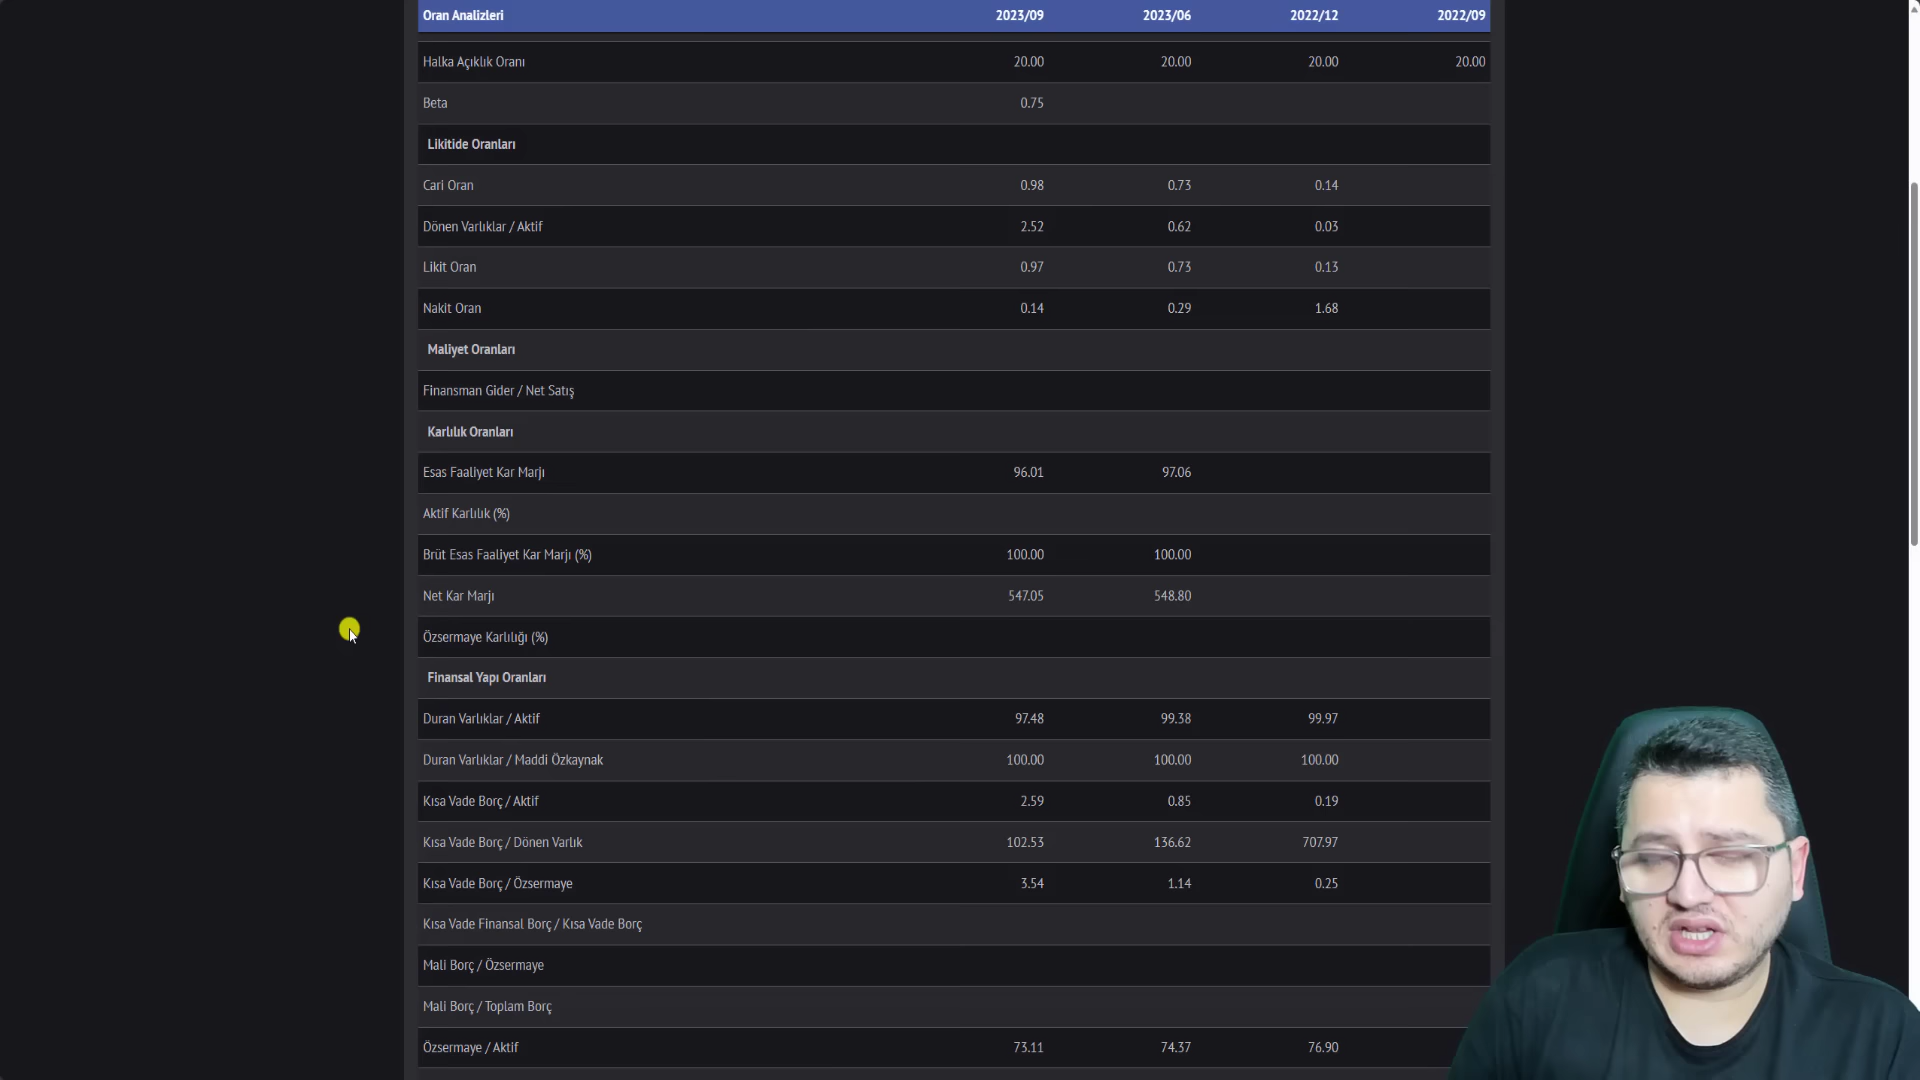 Oran Analizleri 2023/09 2023/06 2022/12 2022/09
Halka Açıklık Oranı 20.00 20.00 20.00 20.00
Beta 0.75
Likitide Oranları
Cari Oran 0.98 0.73 0.14
Dönen Varlıklar / Aktif 2.52 0.62 0.03
Likit Oran 0.97 0.73 0.13
Nakit Oran 0.14 0.29 1.68
Maliyet Oranları
Finansman Gider / Net Satış
Karlılık Oranları
Esas Faaliyet Kar Marjı 96.01 97.06
Aktif Karlılık (%)
Brüt Esas Faaliyet Kar Marjı (%) 100.00 100.00
Net Kar Marjı 547.05 548.80
Özsermaye Karlılığı (%)
Finansal Yapı Oranları
Duran Varlıklar / Aktif 97.48 99.38 99.97
Duran Varlıklar / Maddi Özkaynak 100.00 100.00 100.00
Kısa Vade Borç / Aktif 2.59 0.85 0.19
Kısa Vade Borç / Dönen Varlık 102.53 136.62 707.97
Kısa Vade Borç / Özsermaye 3.54 1.14 0.25
Kısa Vade Finansal Borç / Kısa Vade Borç
Mali Borç / Özsermaye
Mali Borç / Toplam Borç
Özsermaye / Aktif 73.11 74.37 76.90